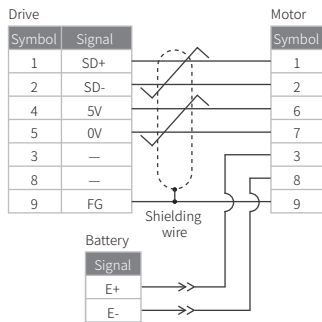 Drive Motor
Symbol Signal Symbol
1 SD+ 1
2 SD- 2
4 5V 6
5 0V 7
3 — 3
8 — 8
9 FG 9
Shielding
wire
Battery
Signal
E+
E-